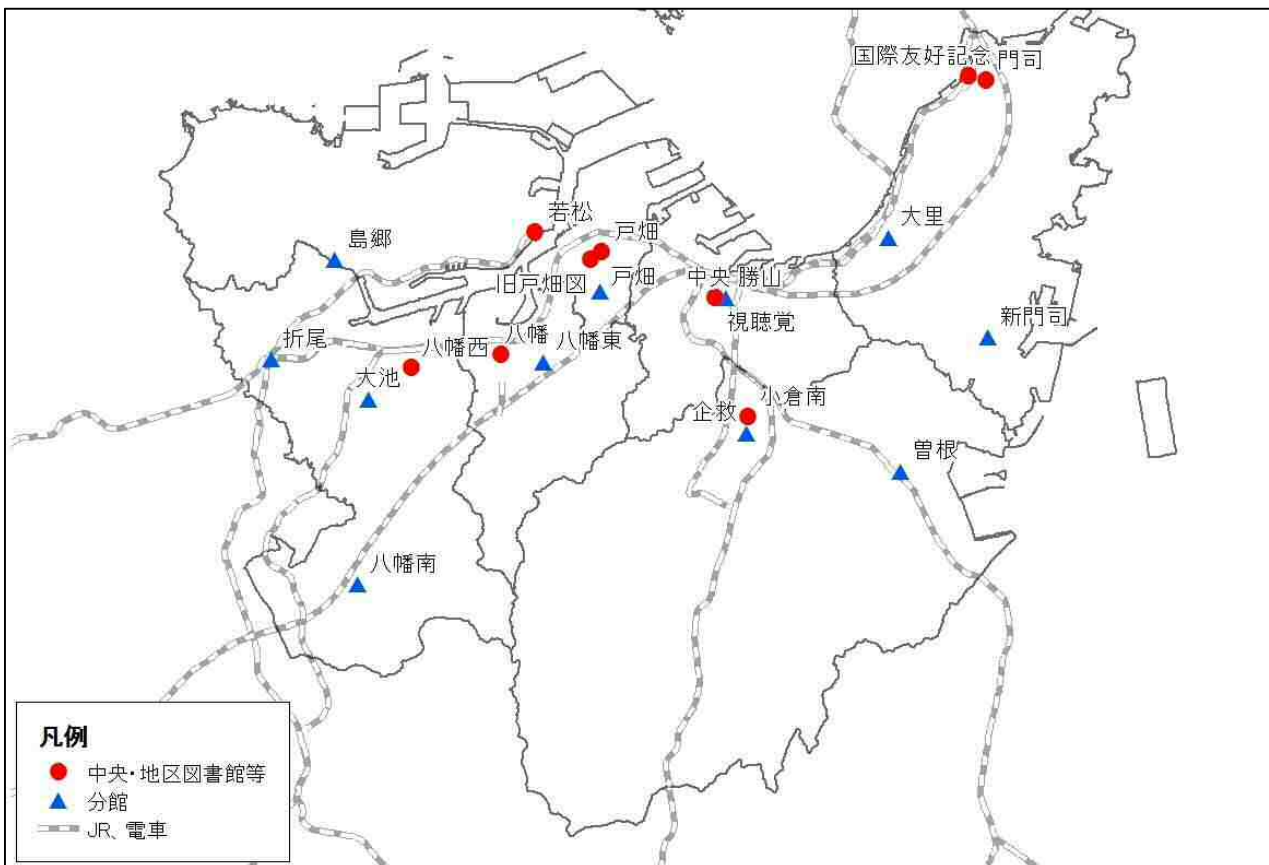 国際友好記念 門司
若松
戸畑
大里
島郷
旧戸畑図
戸畑
中央 勝山
視聴覚
新門司
折尾
八幡西
八幡
八幡東
大池
小倉南
企救
曽根
八幡南
凡例
中央・地区図書館等
分館
JR、電車